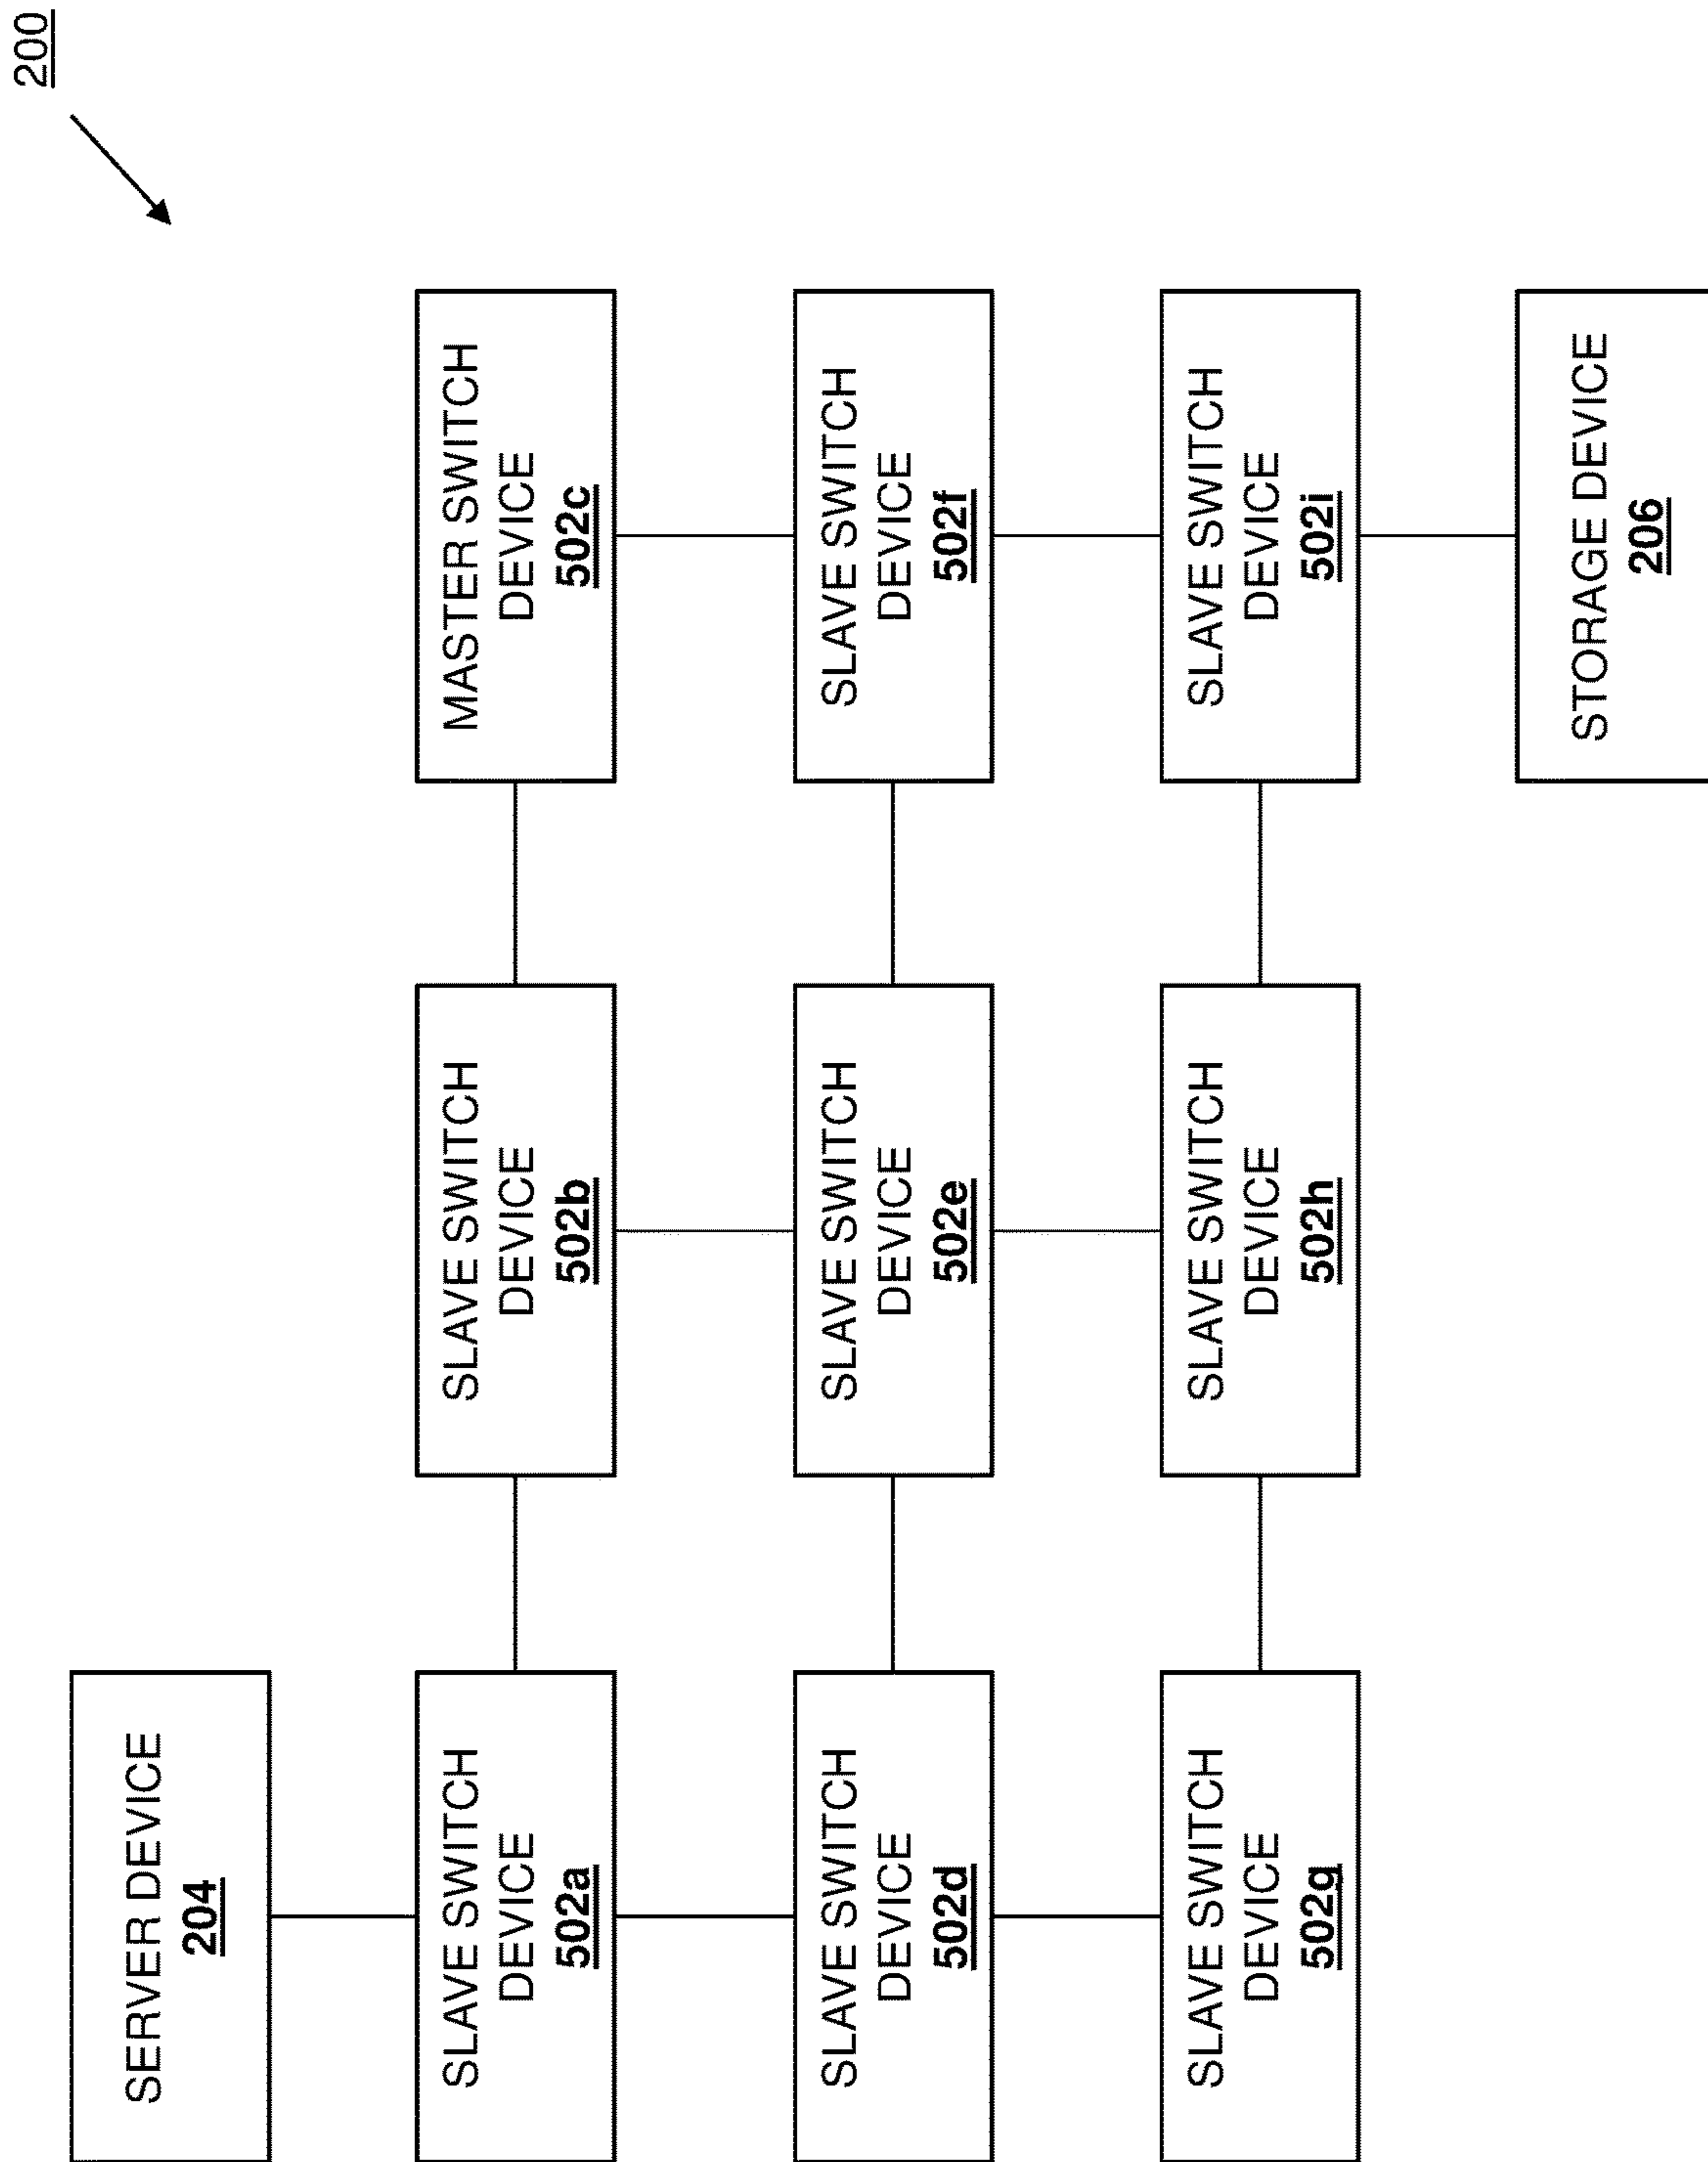 200
SERVER DEVICE
204
SLAVE SWITCH
DEVICE
502a
SLAVE SWITCH
DEVICE
502b
MASTER SWITCH
DEVICE
502c
SLAVE SWITCH
DEVICE
502d
SLAVE SWITCH
DEVICE
502e
SLAVE SWITCH
DEVICE
502f
SLAVE SWITCH
DEVICE
502g
SLAVE SWITCH
DEVICE
502h
SLAVE SWITCH
DEVICE
502i
STORAGE DEVICE
206